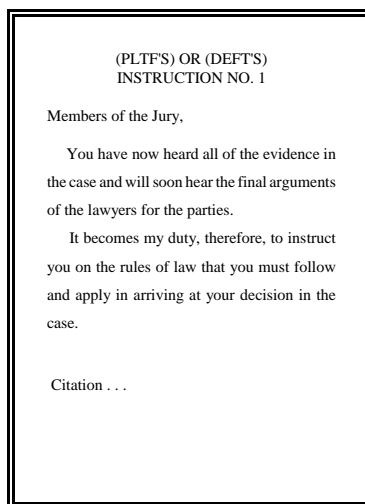 (PLTF'S) OR (DEFT'S)
INSTRUCTION NO. 1
Members of the Jury,
You have now heard all of the evidence in
the case and will soon hear the final arguments
of the lawyers for the parties.
It becomes my duty, therefore, to instruct
you on the rules of law that you must follow
and apply in arriving at your decision in the
case.
Citation . . .